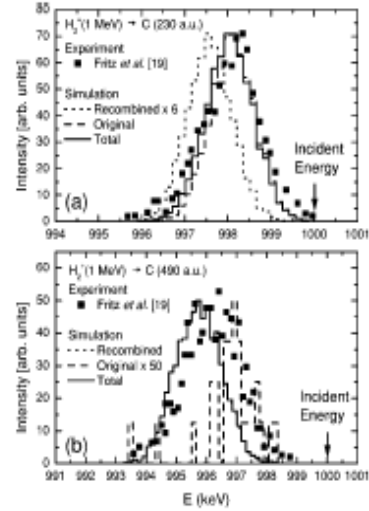 H₂⁺(1 MeV) → C (230 a.u.)
Experiment
Fritz et al. [19]
Simulation
Recombined x 6
Original
Total
Incident
Energy
(a)
Intensity [arb. units]
80
70
60
50
40
30
20
10
0
994 995 996 997 998 999 1000 1001
H₂⁺(1 MeV) → C (490 a.u.)
Experiment
Fritz et al. [19]
Simulation
Recombined
Original x 50
Total
Incident
Energy
(b)
Intensity [arb. units]
60
50
40
30
20
10
0
991 992 993 994 995 996 997 998 999 1000 1001
E (keV)